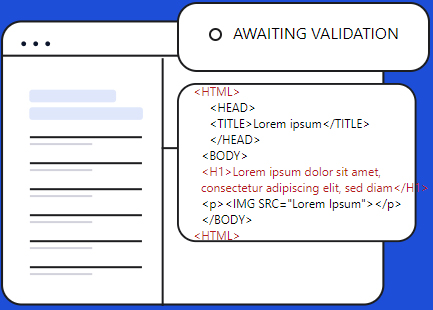 AWAITING VALIDATION
<HTML>
<HEAD>
<TITLE>Lorem ipsum</TITLE>
</HEAD>
<BODY>
<H1>Lorem ipsum dolor sit amet,
consectetur adipiscing elit, sed diam</H1>
<p><IMG SRC="Lorem Ipsum"></p>
</BODY>
<HTML>